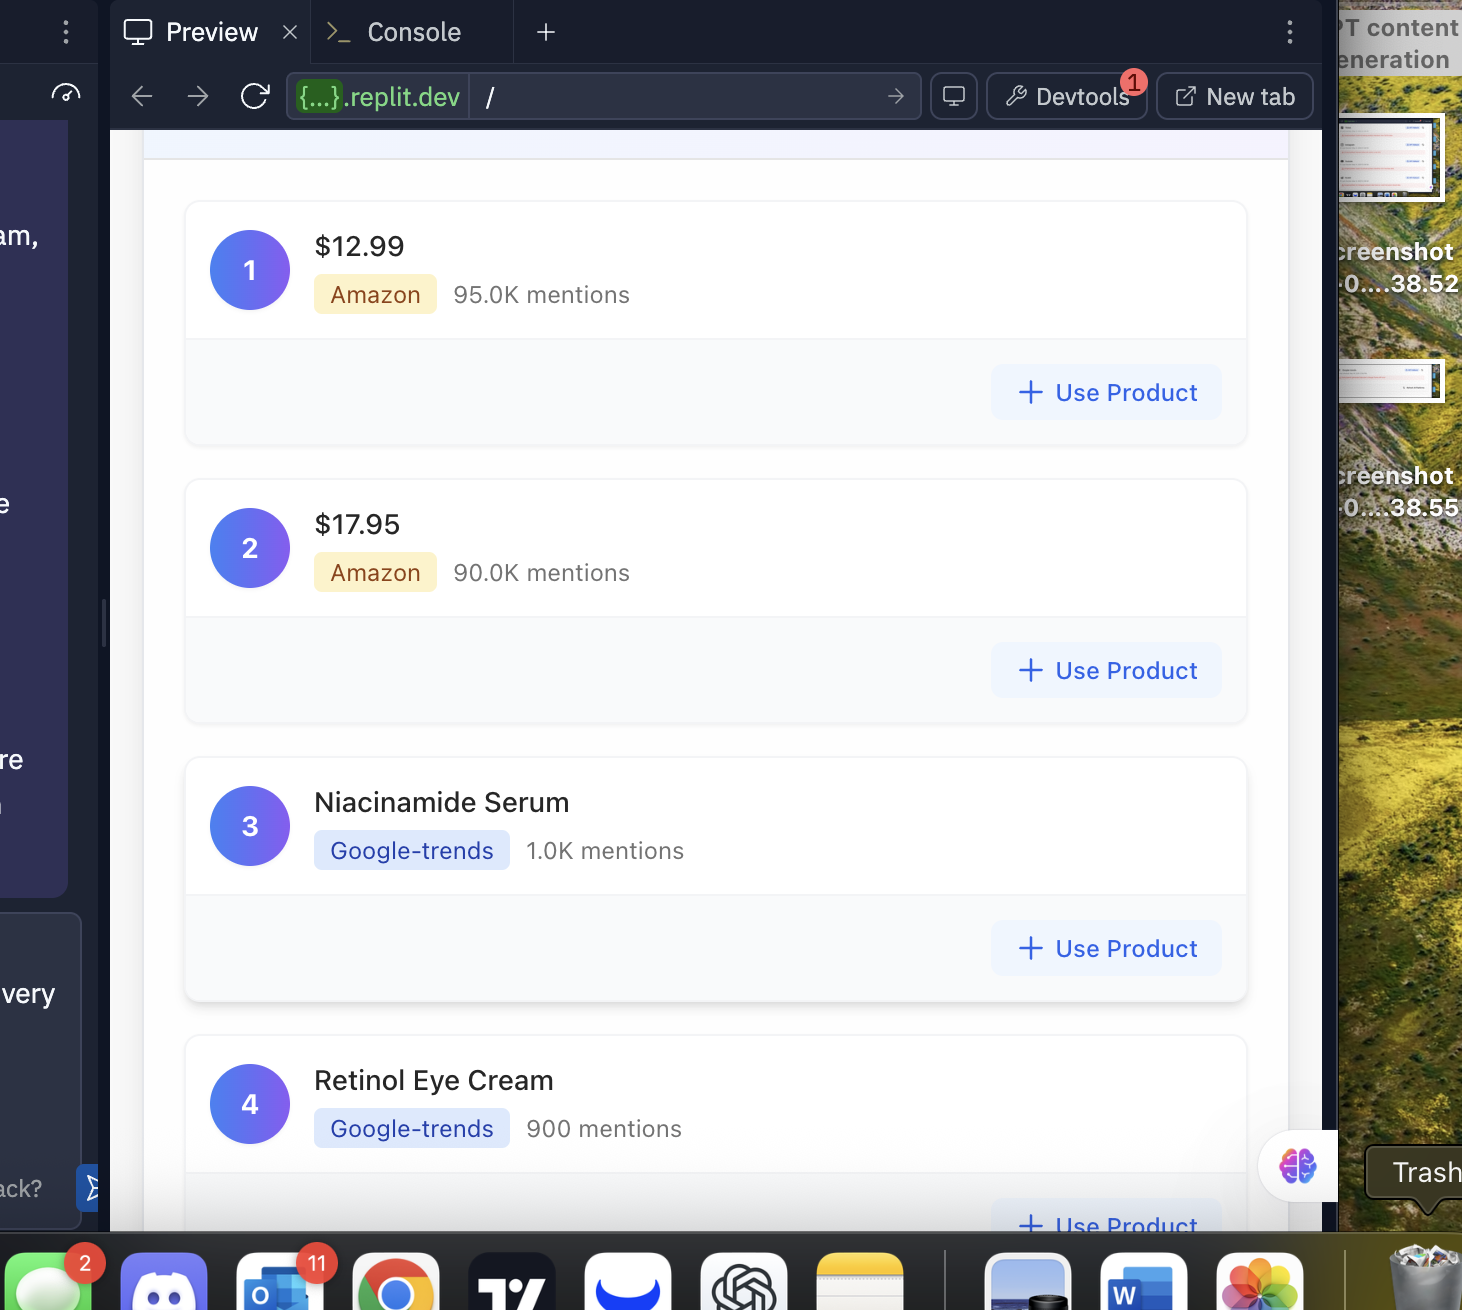 Preview
Console
{...}.replit.dev
/
Devtools
1
New tab
am,
e
re
very
ack?
1
$12.99
Amazon
95.0K mentions
Use Product
2
$17.95
Amazon
90.0K mentions
Use Product
3
Niacinamide Serum
Google-trends
1.0K mentions
Use Product
4
Retinol Eye Cream
Google-trends
900 mentions
Use Product
PT content
eneration
creenshot
-0....38.52
creenshot
-0....38.55
Trash
2
11
O
W